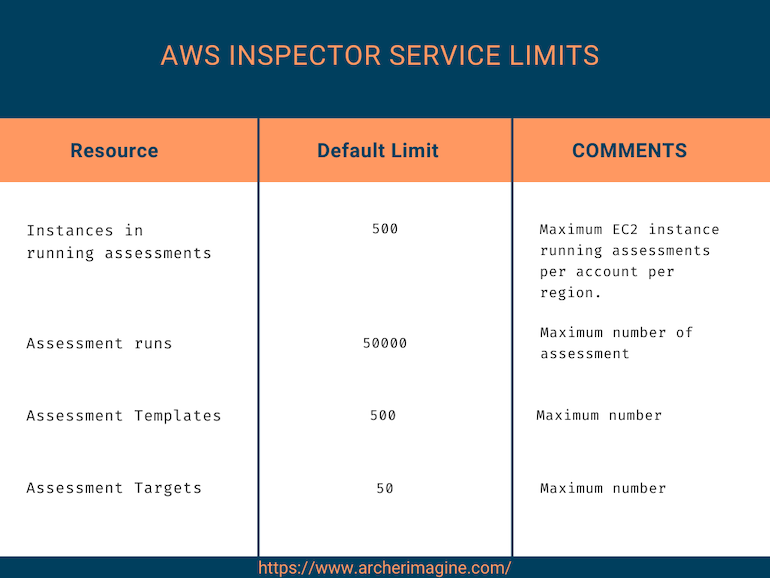 AWS INSPECTOR SERVICE LIMITS
Resource
Default Limit
COMMENTS
Instances in
running assessments
500
Maximum EC2 instance
running assessments
per account per
region.
Assessment runs
50000
Maximum number of
assessment
Assessment Templates
500
Maximum number
Assessment Targets
50
Maximum number
https://www.archerimagine.com/